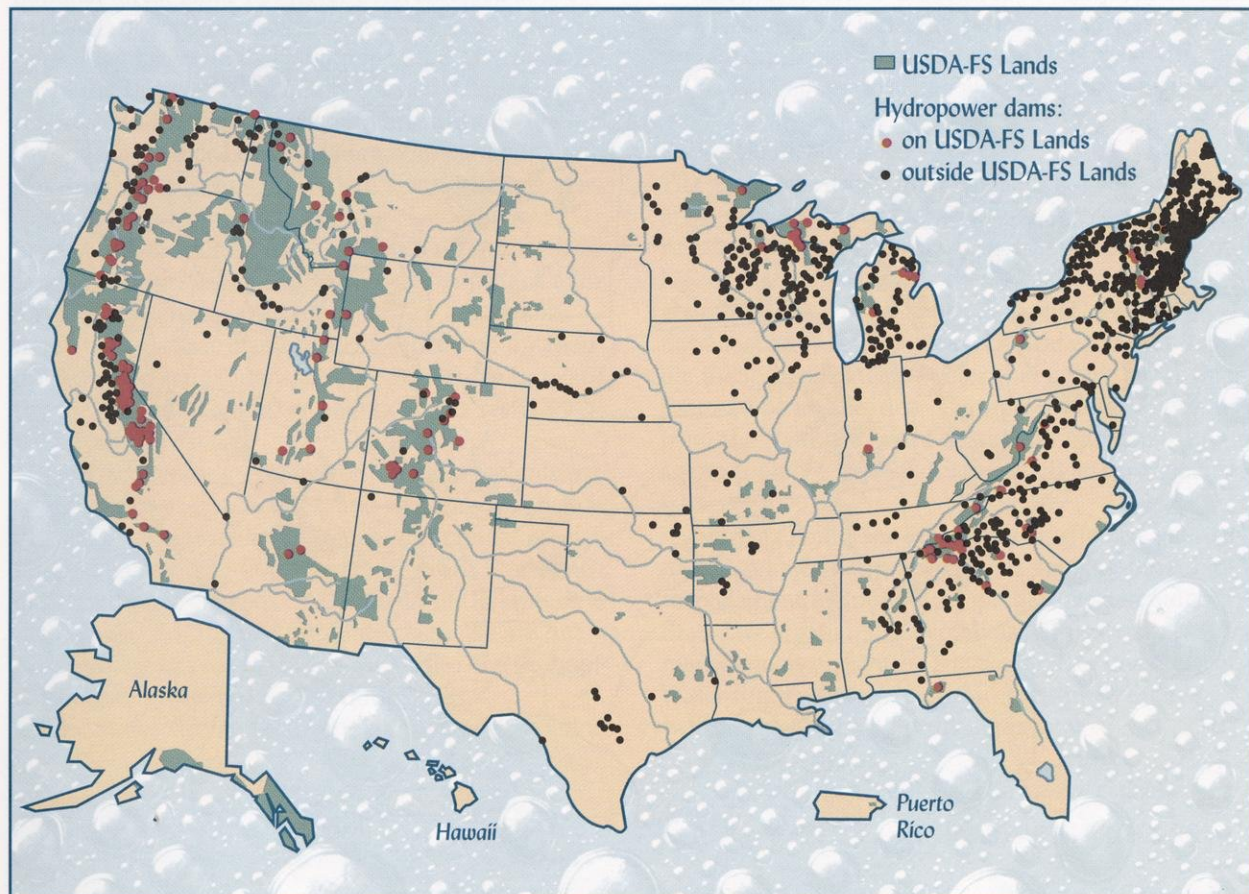 USDA-FS Lands
Hydropower dams:
on USDA-FS Lands
outside USDA-FS Lands
Alaska
Hawaii
Puerto
Rico